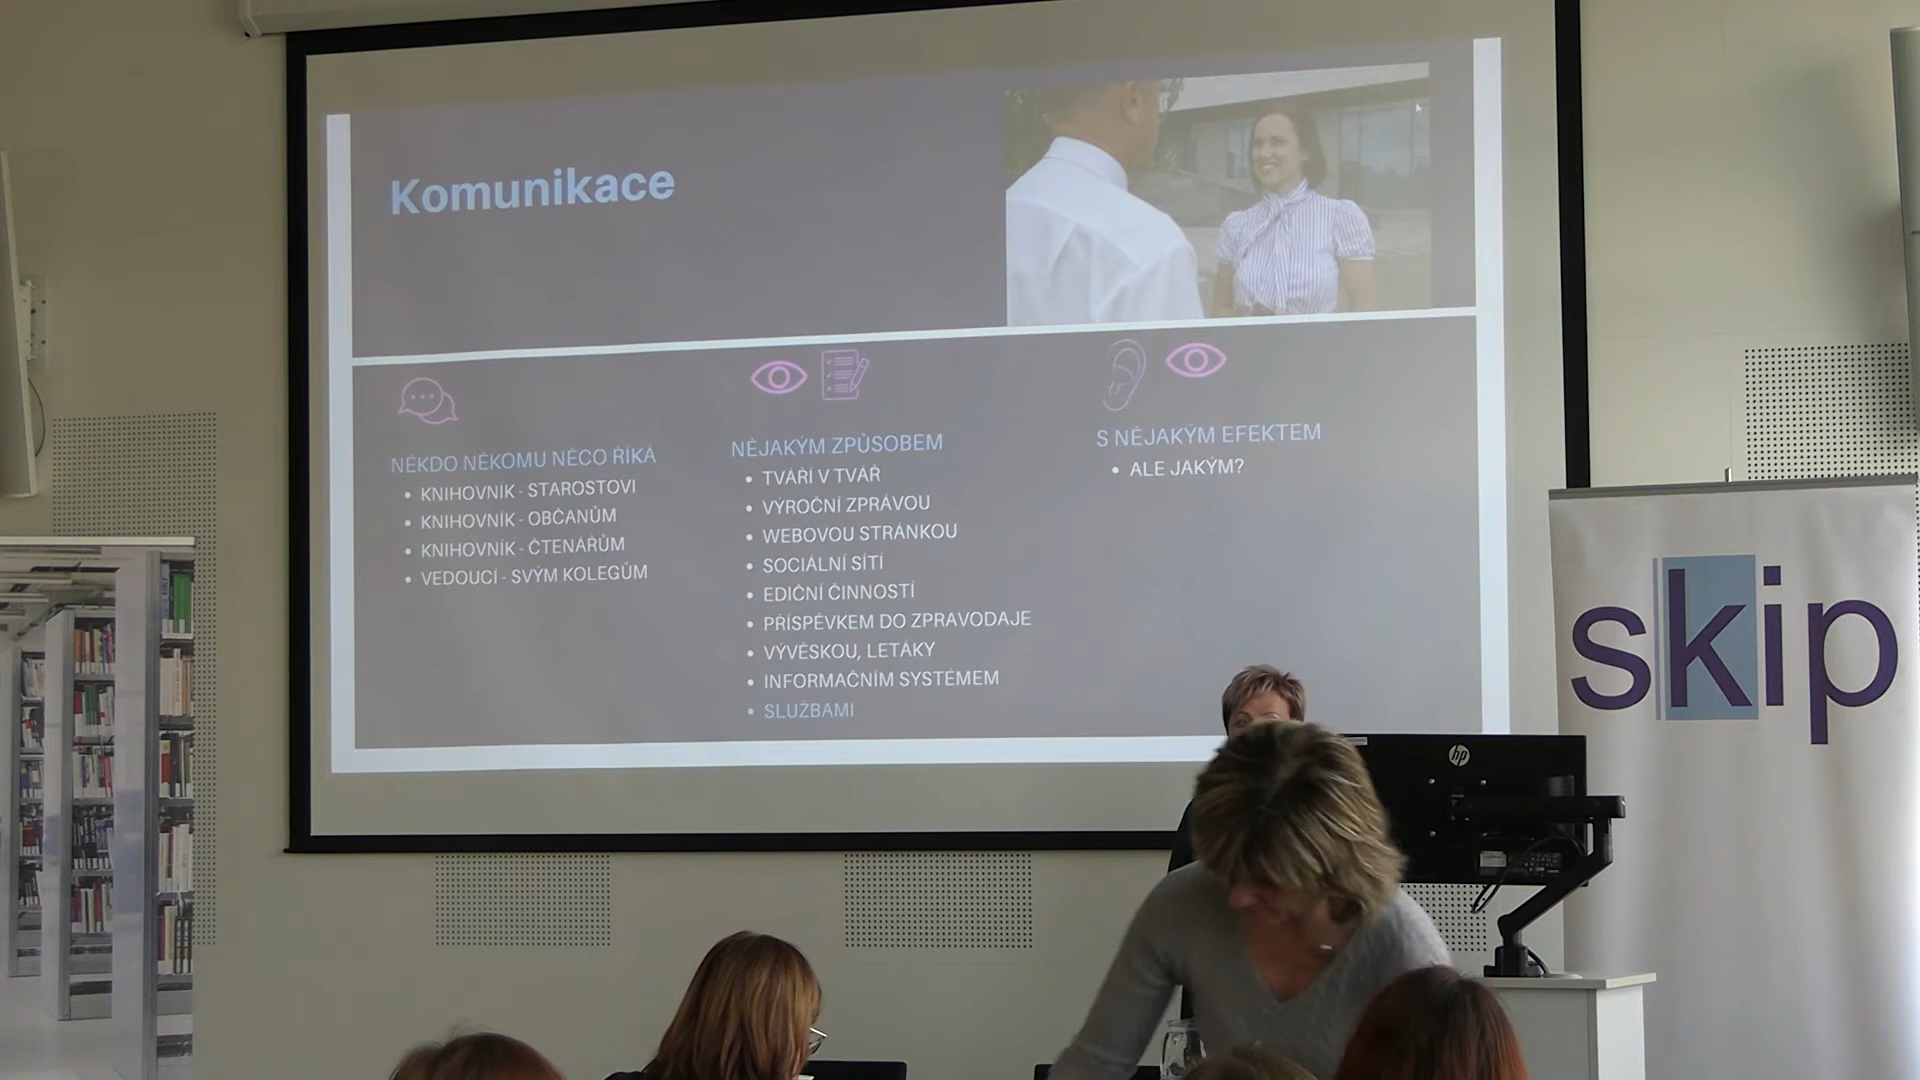 Komunikace
NĚKDO NĚKOMU NĚCO ŘÍKÁ
• KNIHOVNÍK - STAROSTOVI
• KNIHOVNÍK - OBČANŮM
• KNIHOVNÍK - ČTENÁŘŮM
• VEDOUCÍ - SVÝM KOLEGŮM
NĚJAKÝM ZPŮSOBEM
• TVÁŘÍ V TVÁŘ
• VÝROČNÍ ZPRÁVOU
• WEBOVOU STRÁNKOU
• SOCIÁLNÍ SÍTÍ
• EDIČNÍ ČINNOSTÍ
• PŘÍSPĚVKEM DO ZPRAVODAJE
• VÝVĚSKOU, LETÁKY
• INFORMAČNÍM SYSTÉMEM
• SLUŽBAMI
S NĚJAKÝM EFEKTEM
• ALE JAKÝM?
skip
hp